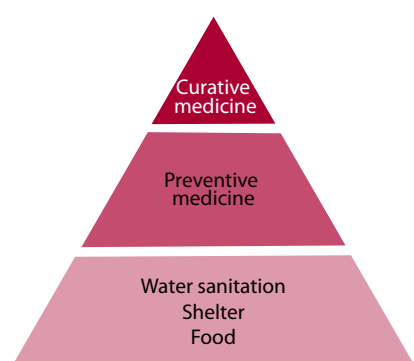 Curative
medicine
Preventive
medicine
Water sanitation
Shelter
Food